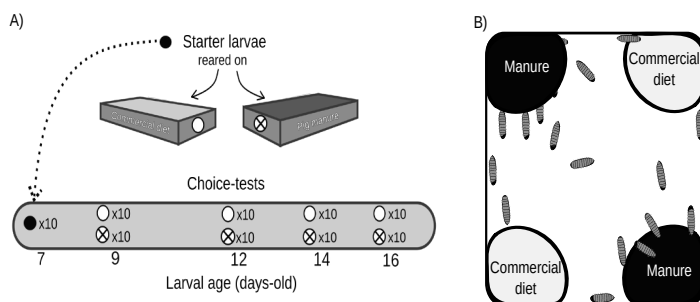 A)
Starter larvae
reared on
Commercial diet
Pig manure
Choice-tests
x10
x10
x10
x10
x10
x10
x10
x10
x10
7
9
12
14
16
Larval age (days-old)
B)
Manure
Commercial
diet
Commercial
diet
Manure